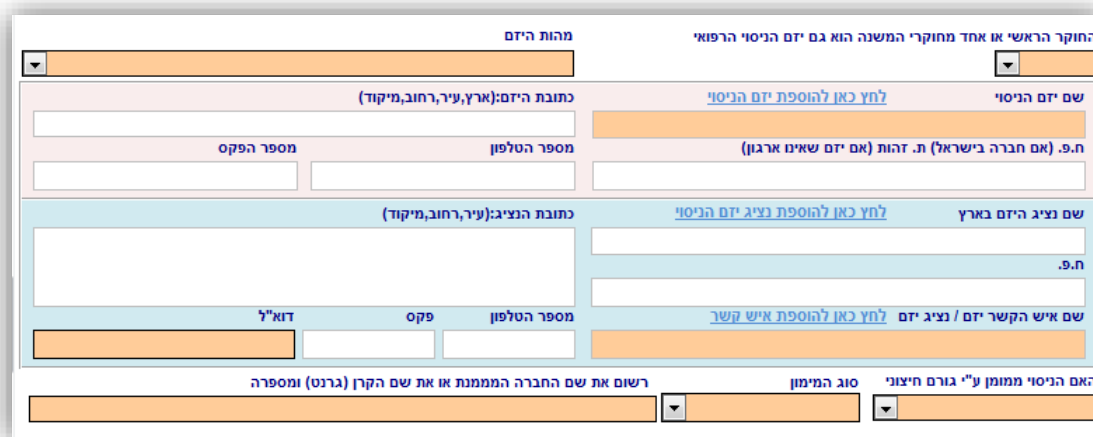 החוקר הראשי או אחד מחוקרי המשנה הוא גם יזם הניסוי הרפואי מהות היזם
שם יזם הניסוי לחץ כאן להוספת יזם הניסוי כתובת היזם:(ארץ,עיר,רחוב,מיקוד)
ח.פ. (אם חברה בישראל) ת. זהות (אם יזם שאינו ארגון) מספר הטלפון מספר הפקס
שם נציג היזם בארץ לחץ כאן להוספת נציג יזם הניסוי כתובת הנציג:(עיר,רחוב,מיקוד)
ח.פ.
שם איש הקשר יזם / נציג יזם לחץ כאן להוספת איש קשר מספר הטלפון פקס דוא"ל
האם הניסוי ממומן ע"י גורם חיצוני סוג המימון רשום את שם החברה המממנת או את שם הקרן (גרנט) ומספרה